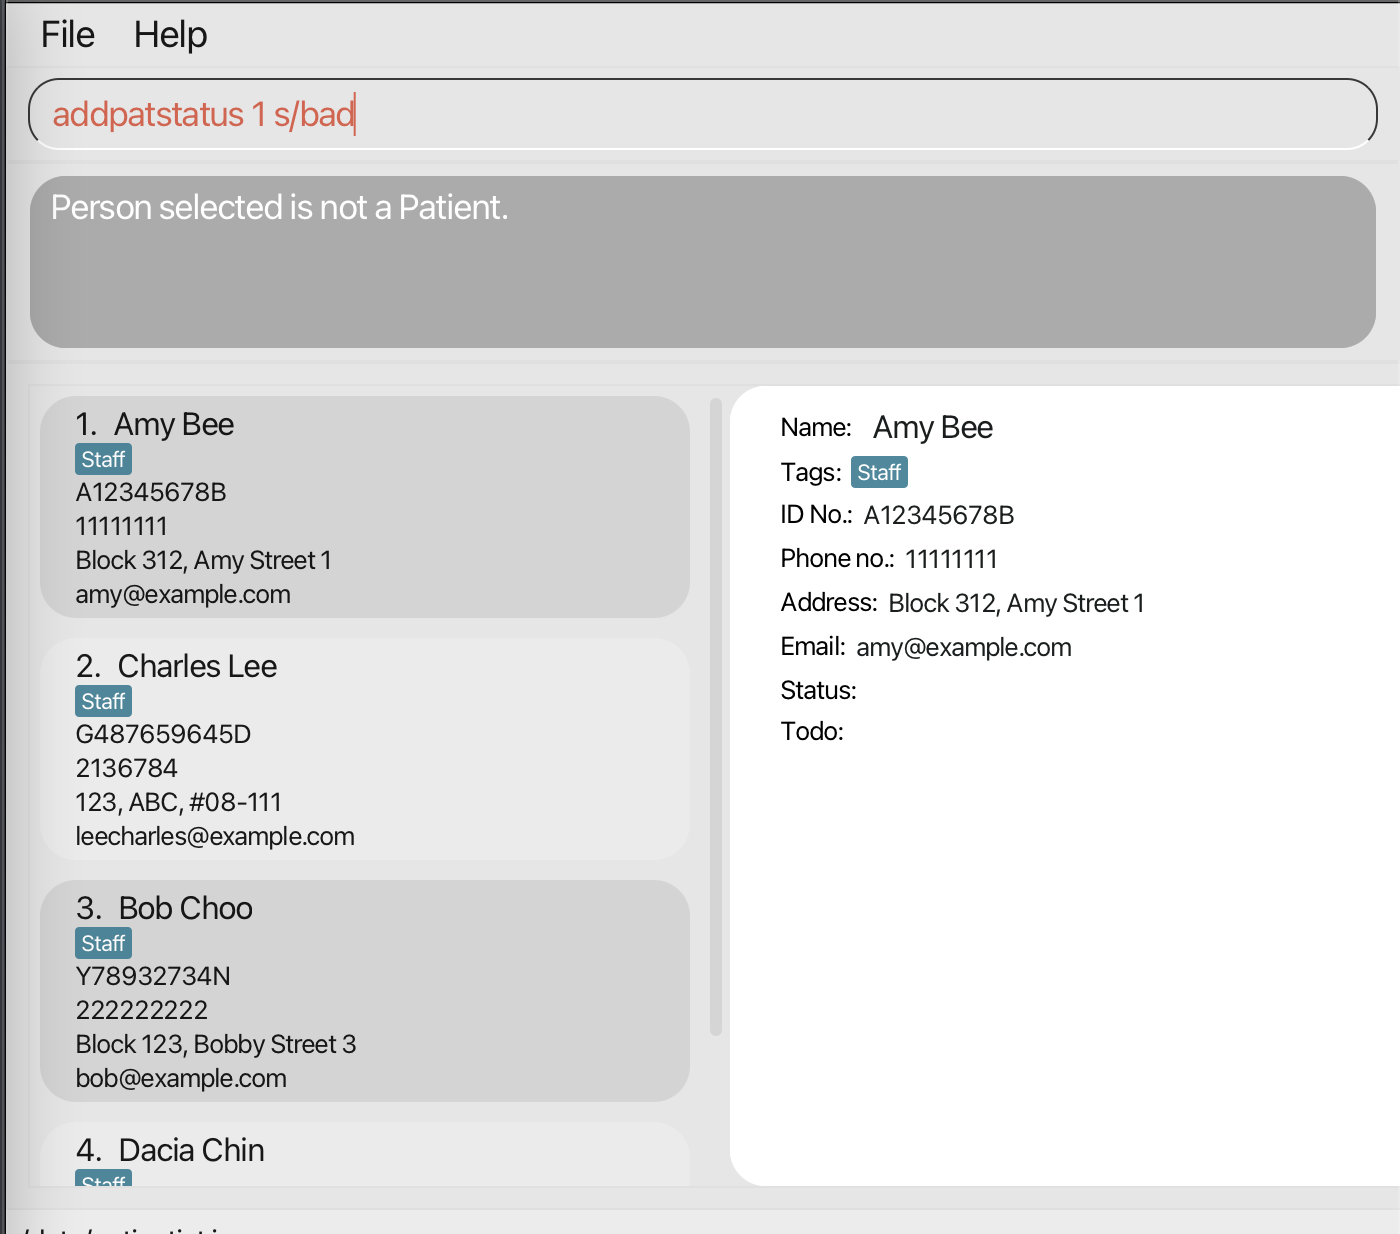 File Help
addpatstatus 1 s/bad
Person selected is not a Patient.
1. Amy Bee
Staff
A12345678B
11111111
Block 312, Amy Street 1
amy@example.com
2. Charles Lee
Staff
G487659645D
2136784
123, ABC, #08-111
leecharles@example.com
3. Bob Choo
Staff
Y78932734N
222222222
Block 123, Bobby Street 3
bob@example.com
4. Dacia Chin
Staff
Name: Amy Bee
Tags: Staff
ID No.: A12345678B
Phone no.: 11111111
Address: Block 312, Amy Street 1
Email: amy@example.com
Status:
Todo: